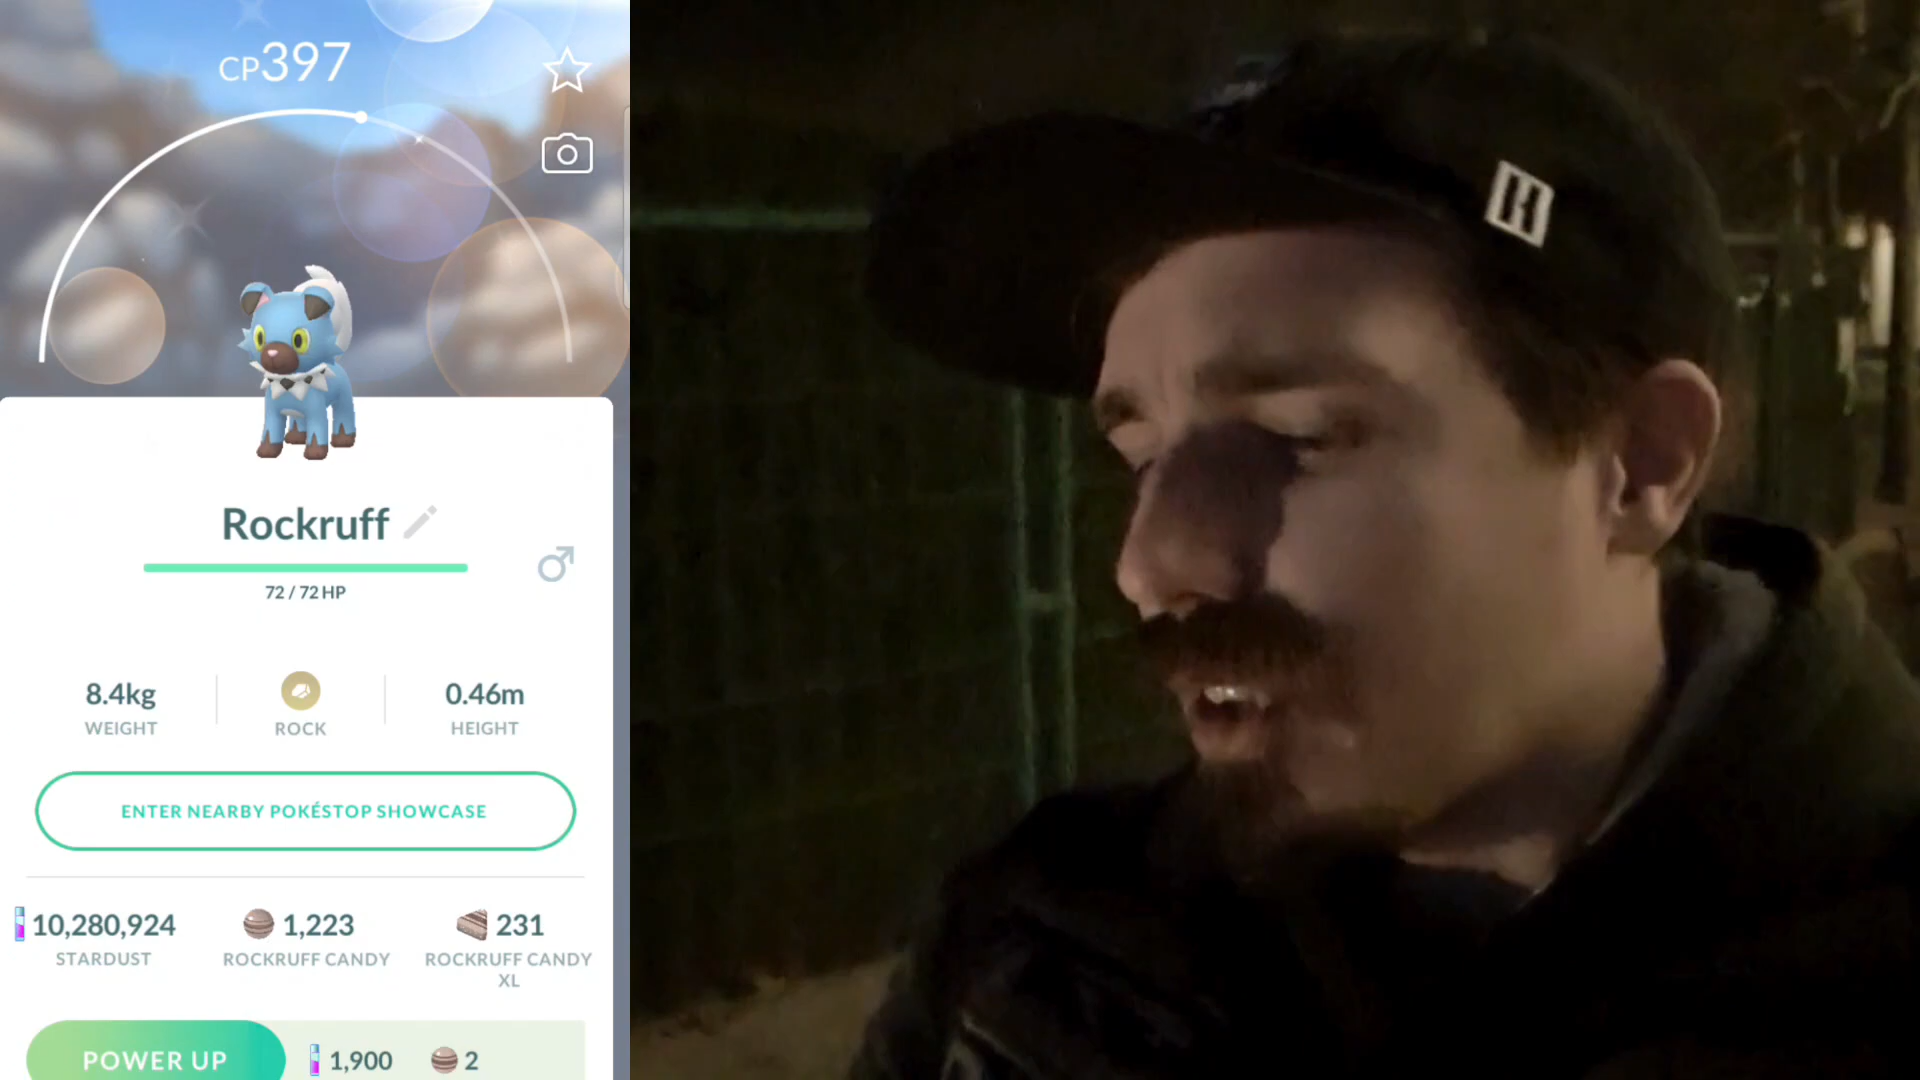 CP397
Rockruff
72 / 72 HP
8.4kg
WEIGHT
ROCK
0.46m
HEIGHT
ENTER NEARBY POKÉSTOP SHOWCASE
10,280,924
STARDUST
1,223
ROCKRUFF CANDY
231
ROCKRUFF CANDY
XL
POWER UP
1,900
2